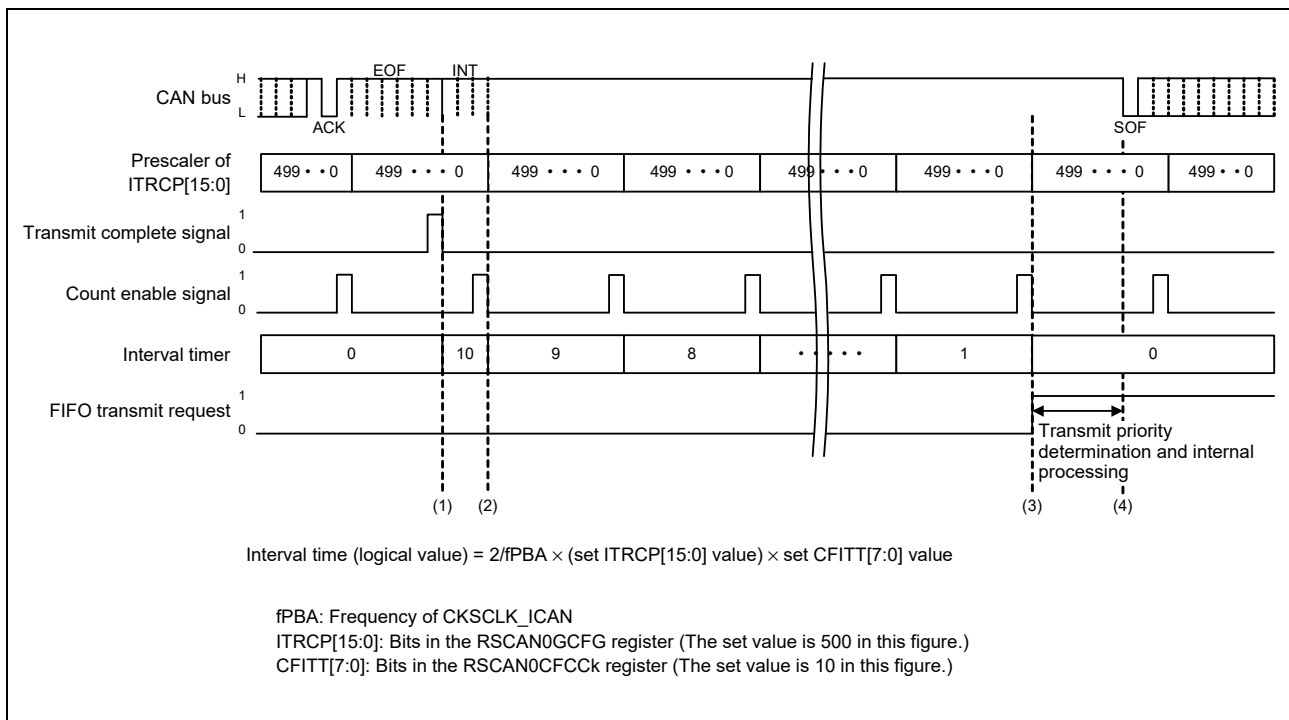 EOF INT
H
CAN bus
L
ACK SOF
Prescaler of
ITRCP[15:0]
499・・0 499・・・0 499・・・0 499・・・0 499・・・0 499・・・0 499・・・0 499・・0
1
Transmit complete signal
0
1
Count enable signal
0
Interval timer 0 10 9 8 ・・・・・ 1 0
1
FIFO transmit request
0
Transmit priority
determination and internal
processing
(1) (2) (3) (4)
Interval time (logical value) = 2/fPBA × (set ITRCP[15:0] value) × set CFITT[7:0] value
fPBA: Frequency of CKSCLK_ICAN
ITRCP[15:0]: Bits in the RSCAN0GCFG register (The set value is 500 in this figure.)
CFITT[7:0]: Bits in the RSCAN0CFCCk register (The set value is 10 in this figure.)